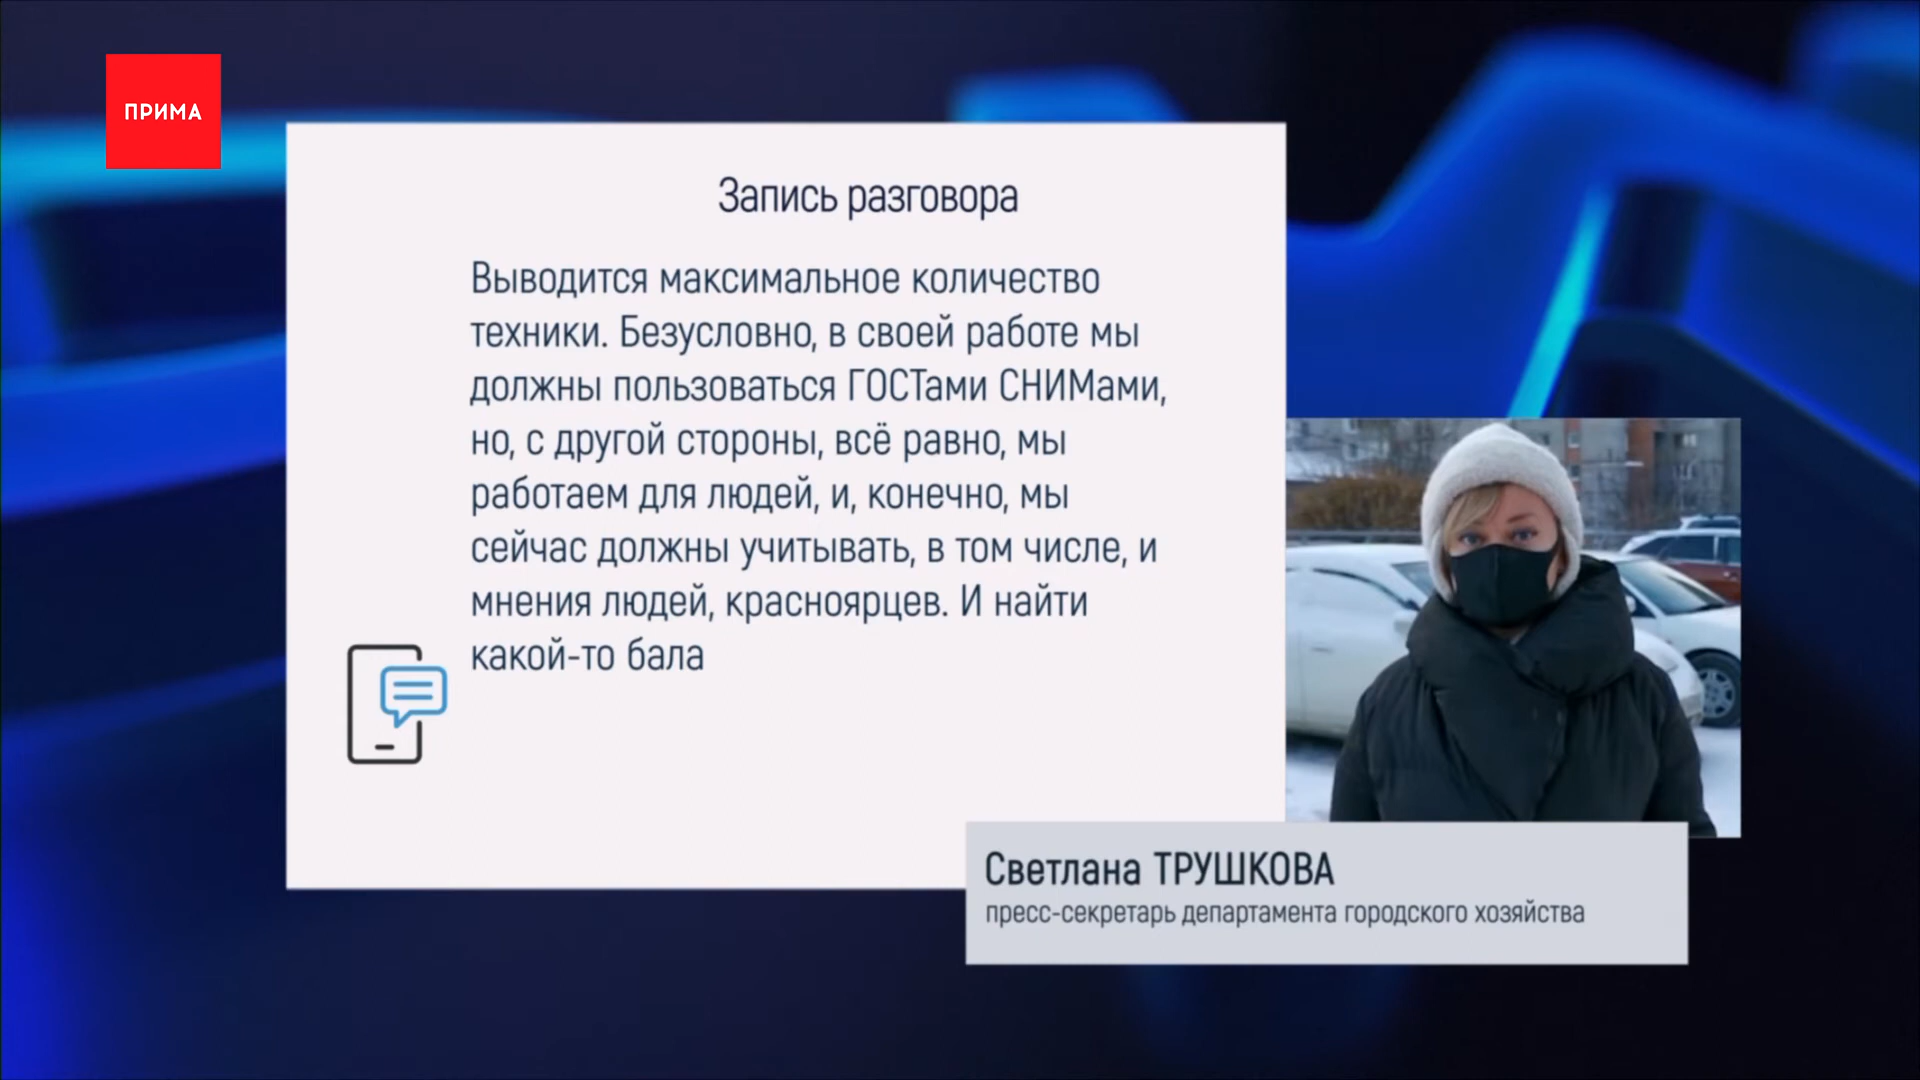 ПРИМА
Запись разговора
Выводится максимальное количество
техники. Безусловно, в своей работе мы
должны пользоваться ГОСТами СНИМами,
но, с другой стороны, всё равно, мы
работаем для людей, и, конечно, мы
сейчас должны учитывать, в том числе, и
мнения людей, красноярцев. И найти
какой-то бала
Светлана ТРУШКОВА
пресс-секретарь департамента городского хозяйства